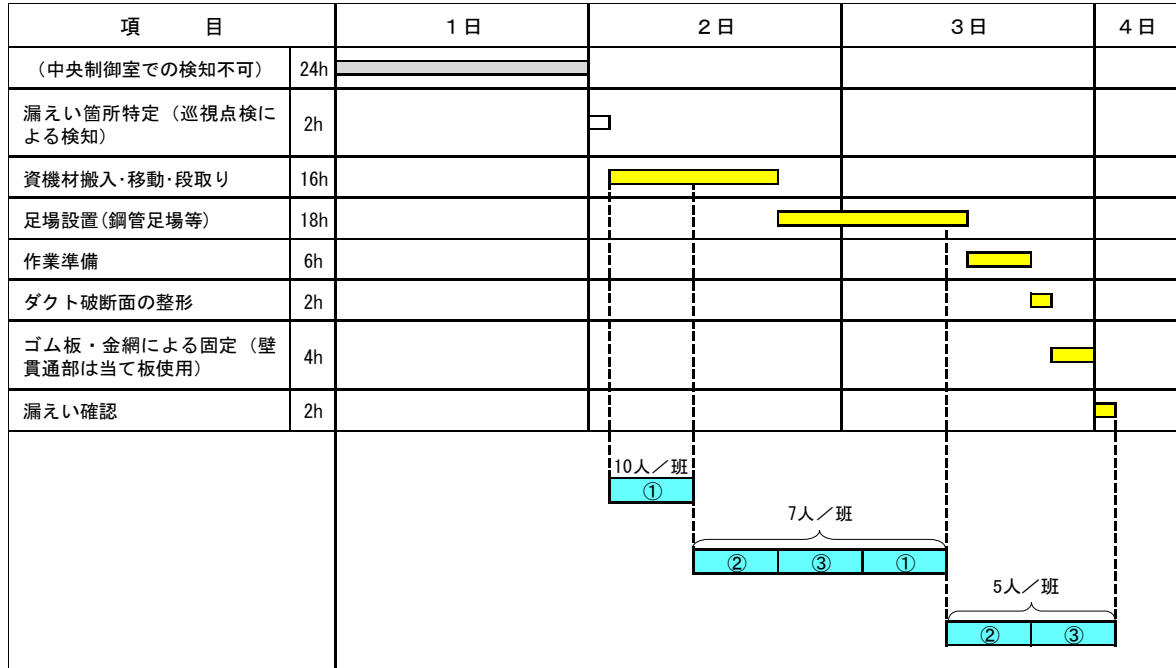 項　　目　１日　２日　３日　４日
（中央制御室での検知不可）　24h
漏えい箇所特定（巡視点検に
よる検知）　2h
資機材搬入･移動･段取り　16h
足場設置(鋼管足場等)　18h
作業準備　6h
ダクト破断面の整形　2h
ゴム板・金網による固定（壁
貫通部は当て板使用）　4h
漏えい確認　2h
10人／班
①
7人／班
②　③　①
5人／班
②　③